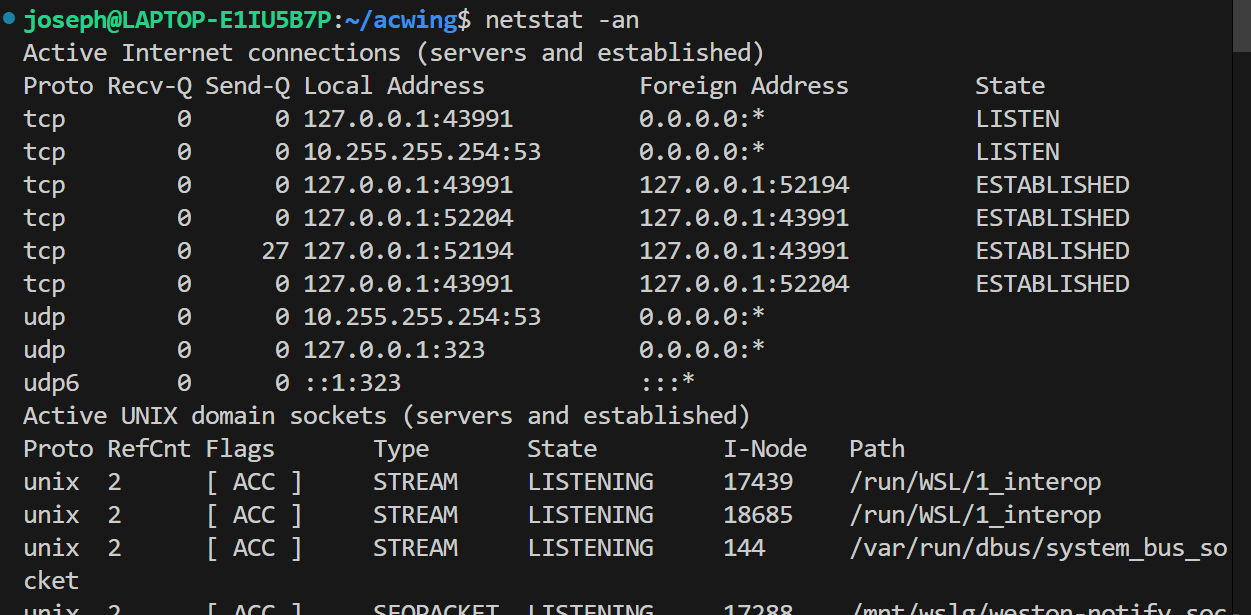 joseph@LAPTOP-E1IU5B7P:~/acwing$ netstat -an
Active Internet connections (servers and established)
Proto Recv-Q Send-Q Local Address           Foreign Address         State
tcp        0      0 127.0.0.1:43991         0.0.0.0:*               LISTEN
tcp        0      0 10.255.255.254:53       0.0.0.0:*               LISTEN
tcp        0      0 127.0.0.1:43991         127.0.0.1:52194         ESTABLISHED
tcp        0      0 127.0.0.1:52204         127.0.0.1:43991         ESTABLISHED
tcp        0     27 127.0.0.1:52194         127.0.0.1:43991         ESTABLISHED
tcp        0      0 127.0.0.1:43991         127.0.0.1:52204         ESTABLISHED
udp        0      0 10.255.255.254:53       0.0.0.0:*
udp        0      0 127.0.0.1:323           0.0.0.0:*
udp6       0      0 ::1:323                 :::*
Active UNIX domain sockets (servers and established)
Proto RefCnt Flags       Type       State         I-Node   Path
unix  2      [ ACC ]     STREAM     LISTENING     17439    /run/WSL/1_interop
unix  2      [ ACC ]     STREAM     LISTENING     18685    /run/WSL/1_interop
unix  2      [ ACC ]     STREAM     LISTENING     144      /var/run/dbus/system_bus_so
cket
unix  2      [ ACC ]     SEQPACKET  LISTENING     17288    /mnt/wslg/weston-notify.soc